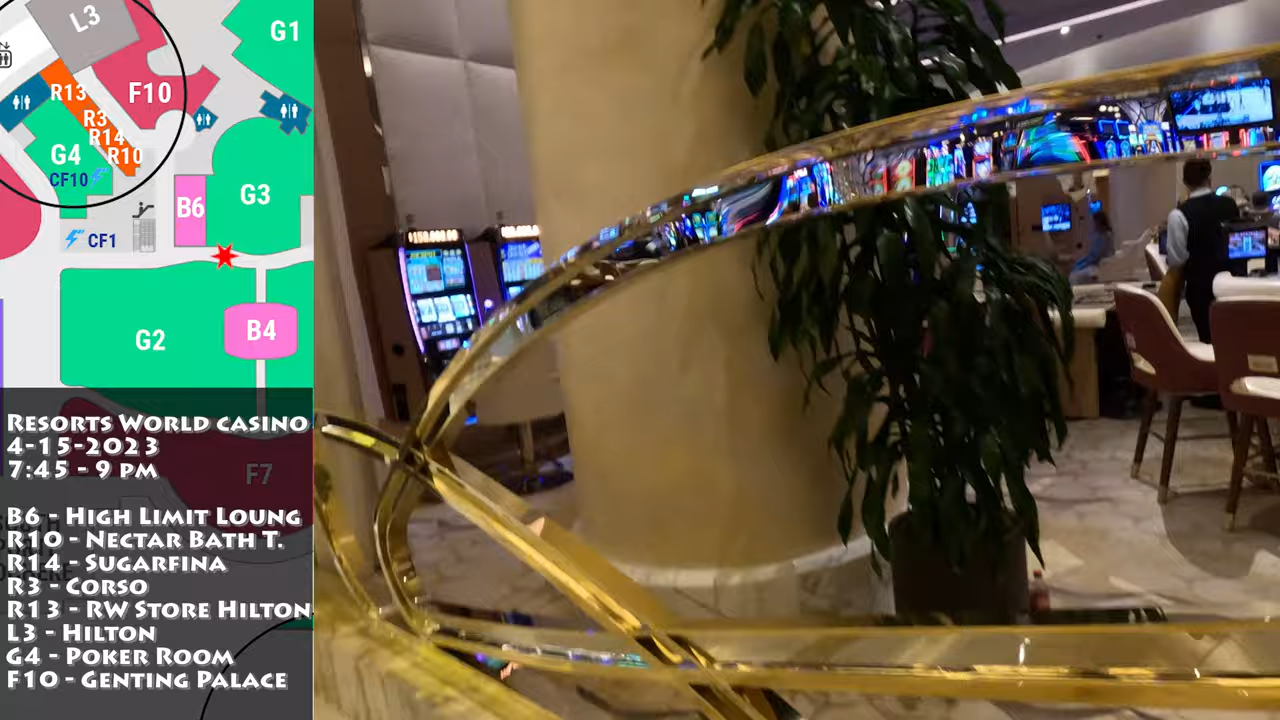 L3
G1
R13
F10
R3
R14
G4
R10
CF10
B6
G3
CF1
G2
B4
Resorts World casino
4-15-2023
7:45 - 9 pm
F7
B6 - High Limit Loung
R10 - Nectar Bath T.
R14 - Sugarfina
R3 - Corso
R13 - RW Store Hilton
L3 - Hilton
G4 - Poker Room
F10 - Genting Palace